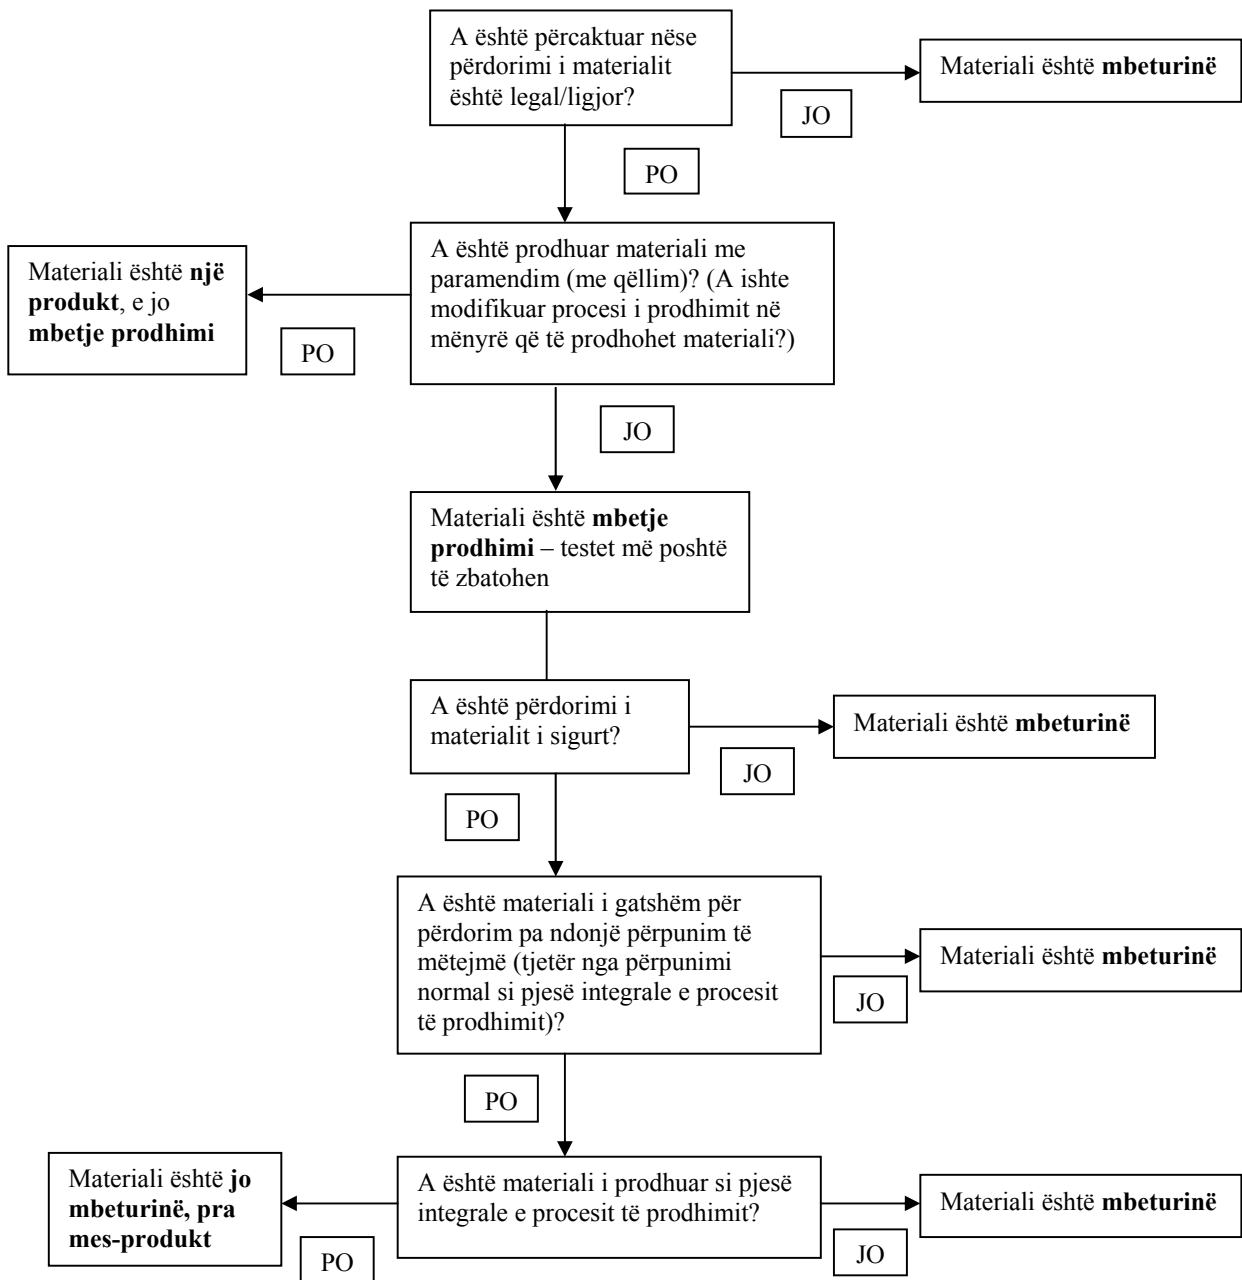 A është përcaktuar nëse
përdorimi i materialit
është legal/ligjor?
Materiali është mbeturinë
JO
PO
A është prodhuar materiali me
paramendim (me qëllim)? (A ishte
modifikuar procesi i prodhimit në
mënyrë që të prodhohet materiali?)
Materiali është një
produkt, e jo
mbetje prodhimi
PO
JO
Materiali është mbetje
prodhimi – testet më poshtë
të zbatohen
A është përdorimi i
materialit i sigurt?
Materiali është mbeturinë
JO
PO
A është materiali i gatshëm për
përdorim pa ndonjë përpunim të
mëtejmë (tjetër nga përpunimi
normal si pjesë integrale e procesit
të prodhimit)?
Materiali është mbeturinë
JO
PO
Materiali është jo
mbeturinë, pra
mes-produkt
A është materiali i prodhuar si pjesë
integrale e procesit të prodhimit?
Materiali është mbeturinë
PO
JO